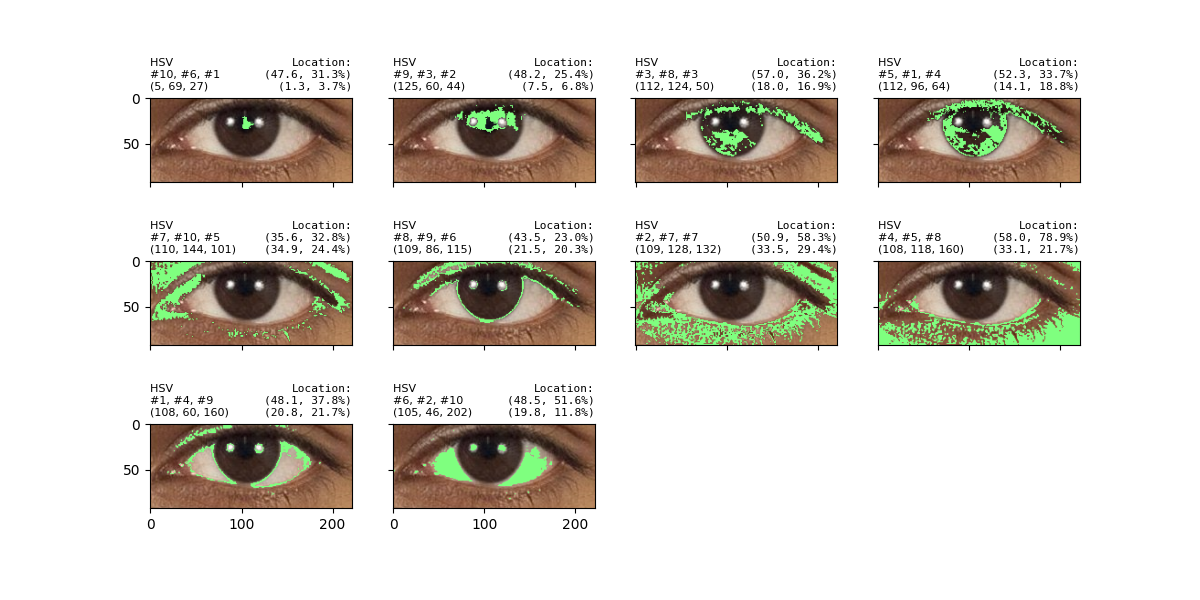 HSV Location:
#10, #6, #1 (47.6, 31.3%)
(5, 69, 27) (1.3, 3.7%)
HSV Location:
#9, #3, #2 (48.2, 25.4%)
(125, 60, 44) (7.5, 6.8%)
HSV Location:
#3, #8, #3 (57.0, 36.2%)
(112, 124, 50) (18.0, 16.9%)
HSV Location:
#5, #1, #4 (52.3, 33.7%)
(112, 96, 64) (14.1, 18.8%)
0
50
HSV Location:
#7, #10, #5 (35.6, 32.8%)
(110, 144, 101) (34.9, 24.4%)
HSV Location:
#8, #9, #6 (43.5, 23.0%)
(109, 86, 115) (21.5, 20.3%)
HSV Location:
#2, #7, #7 (50.9, 58.3%)
(109, 128, 132) (33.5, 29.4%)
HSV Location:
#4, #5, #8 (58.0, 78.9%)
(108, 118, 160) (33.1, 21.7%)
0
50
HSV Location:
#1, #4, #9 (48.1, 37.8%)
(108, 60, 160) (20.8, 21.7%)
HSV Location:
#6, #2, #10 (48.5, 51.6%)
(105, 46, 202) (19.8, 11.8%)
0
50
0 100 200
0 100 200